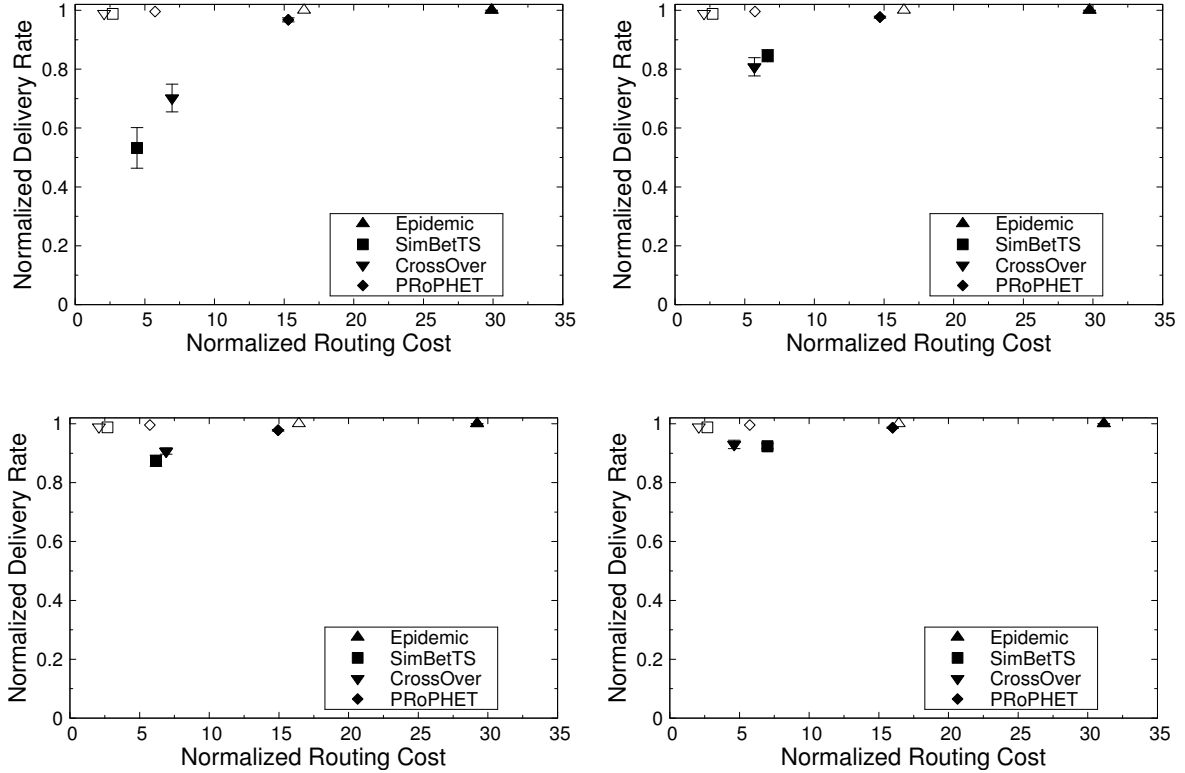 Normalized Delivery Rate
1
0.8
0.6
0.4
0.2
0
Epidemic
SimBetTS
CrossOver
PRoPHET
0 5 10 15 20 25 30 35
Normalized Routing Cost
Normalized Delivery Rate
1
0.8
0.6
0.4
0.2
0
Epidemic
SimBetTS
CrossOver
PRoPHET
0 5 10 15 20 25 30 35
Normalized Routing Cost
Normalized Delivery Rate
1
0.8
0.6
0.4
0.2
0
Epidemic
SimBetTS
CrossOver
PRoPHET
0 5 10 15 20 25 30 35
Normalized Routing Cost
Normalized Delivery Rate
1
0.8
0.6
0.4
0.2
0
Epidemic
SimBetTS
CrossOver
PRoPHET
0 5 10 15 20 25 30 35
Normalized Routing Cost